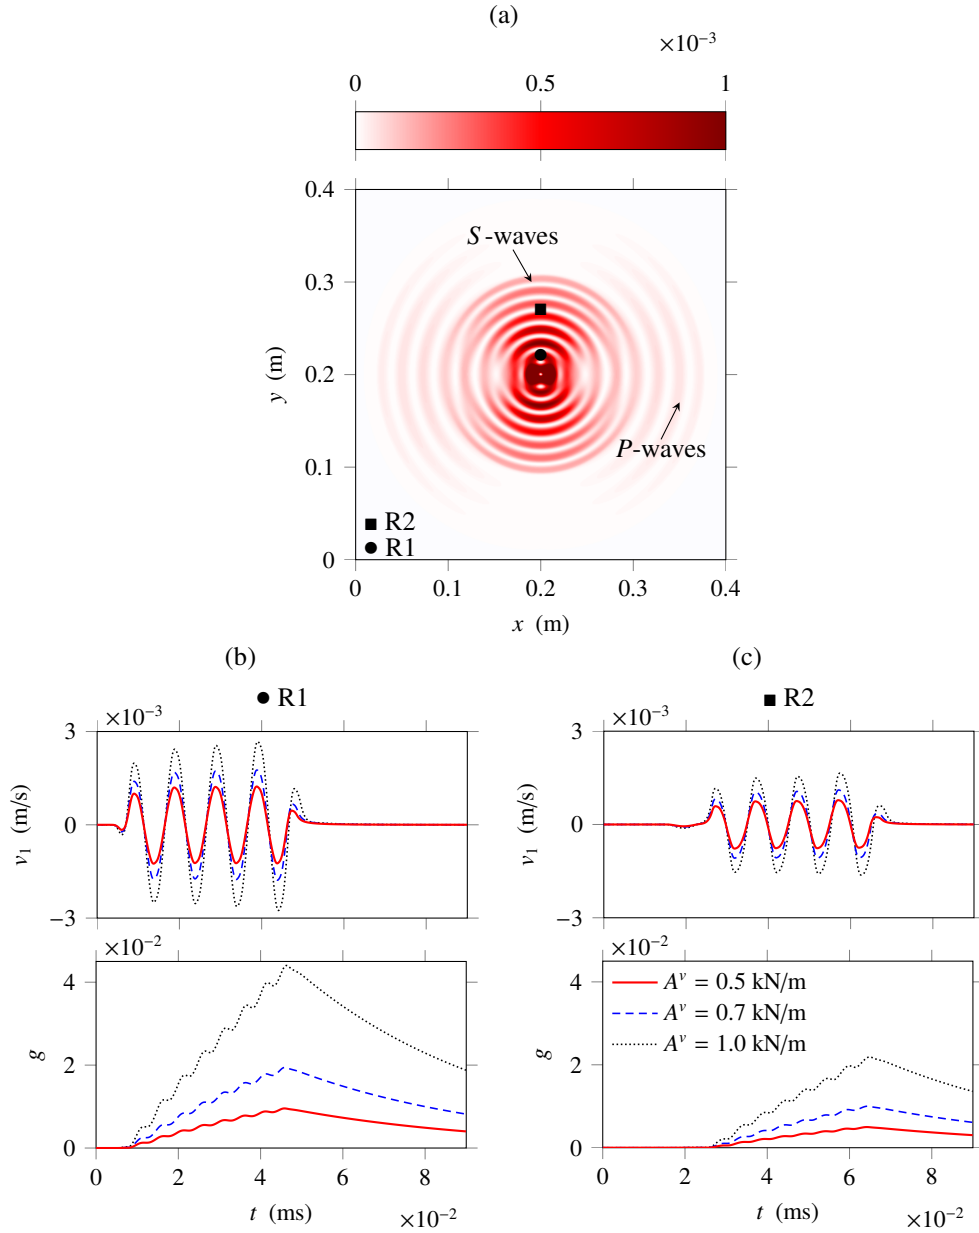 (a)
×10⁻³
0 0.5 1
0.4
S-waves
0.3
y (m)
0.2
P-waves
0.1
R2
R1
0
0 0.1 0.2 0.3 0.4
x (m)
(b) (c)
R1 R2
×10⁻³ ×10⁻³
3 3
v₁ (m/s) v₁ (m/s)
0 0
−3 −3
×10⁻² ×10⁻²
4 4
Aᵛ = 0.5 kN/m
Aᵛ = 0.7 kN/m
Aᵛ = 1.0 kN/m
g g
2 2
0 0
0 2 4 6 8 0 2 4 6 8
t (ms) ×10⁻² t (ms) ×10⁻²